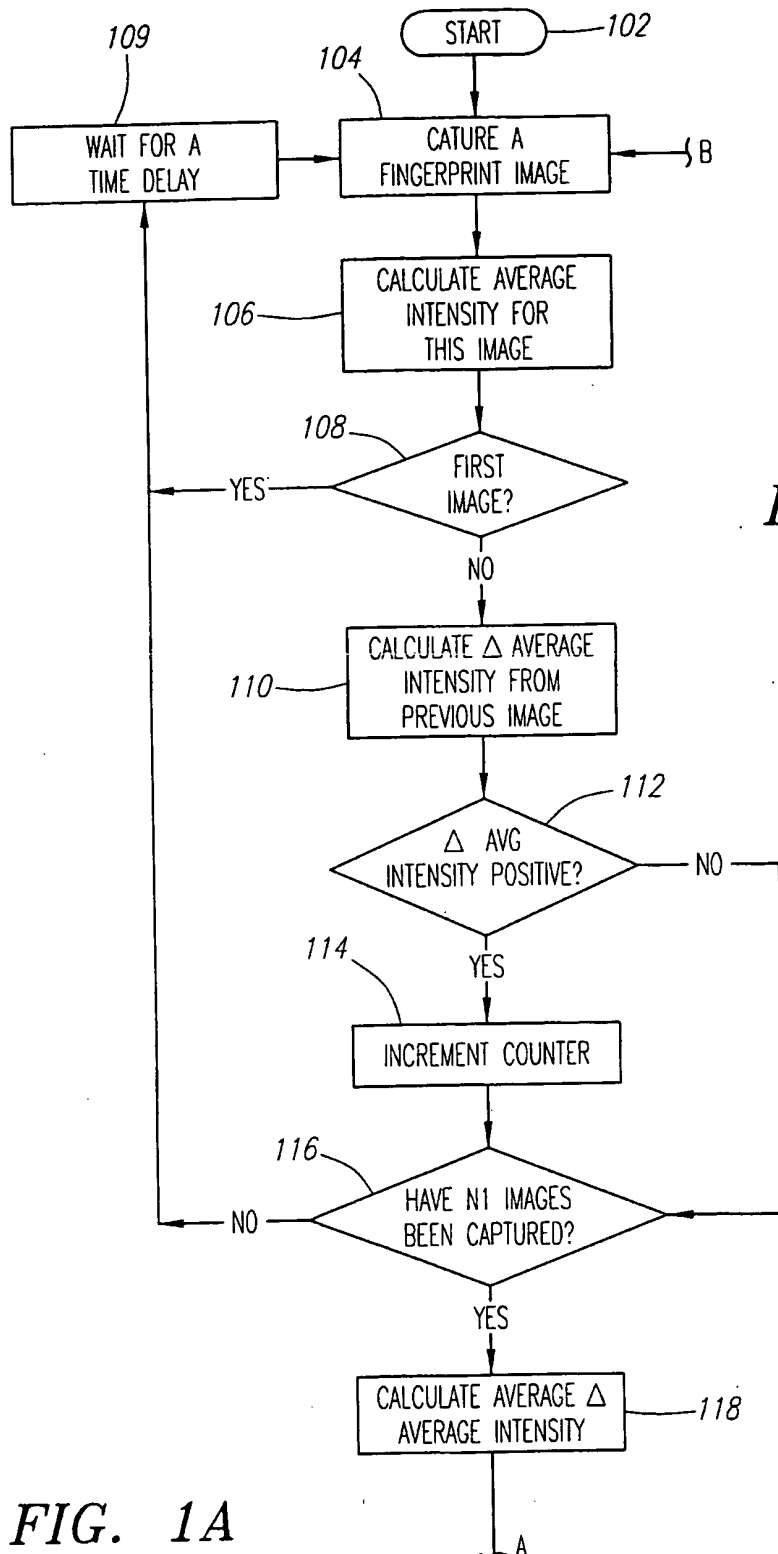 START
102
109
104
WAIT FOR A
TIME DELAY
CATURE A
FINGERPRINT IMAGE
B
CALCULATE AVERAGE
INTENSITY FOR
THIS IMAGE
106
108
FIRST
IMAGE?
YES
NO
CALCULATE Δ AVERAGE
INTENSITY FROM
PREVIOUS IMAGE
110
112
Δ AVG
INTENSITY POSITIVE?
NO
YES
114
INCREMENT COUNTER
116
HAVE N1 IMAGES
BEEN CAPTURED?
NO
YES
CALCULATE AVERAGE Δ
AVERAGE INTENSITY
118
FIG. 1A
A